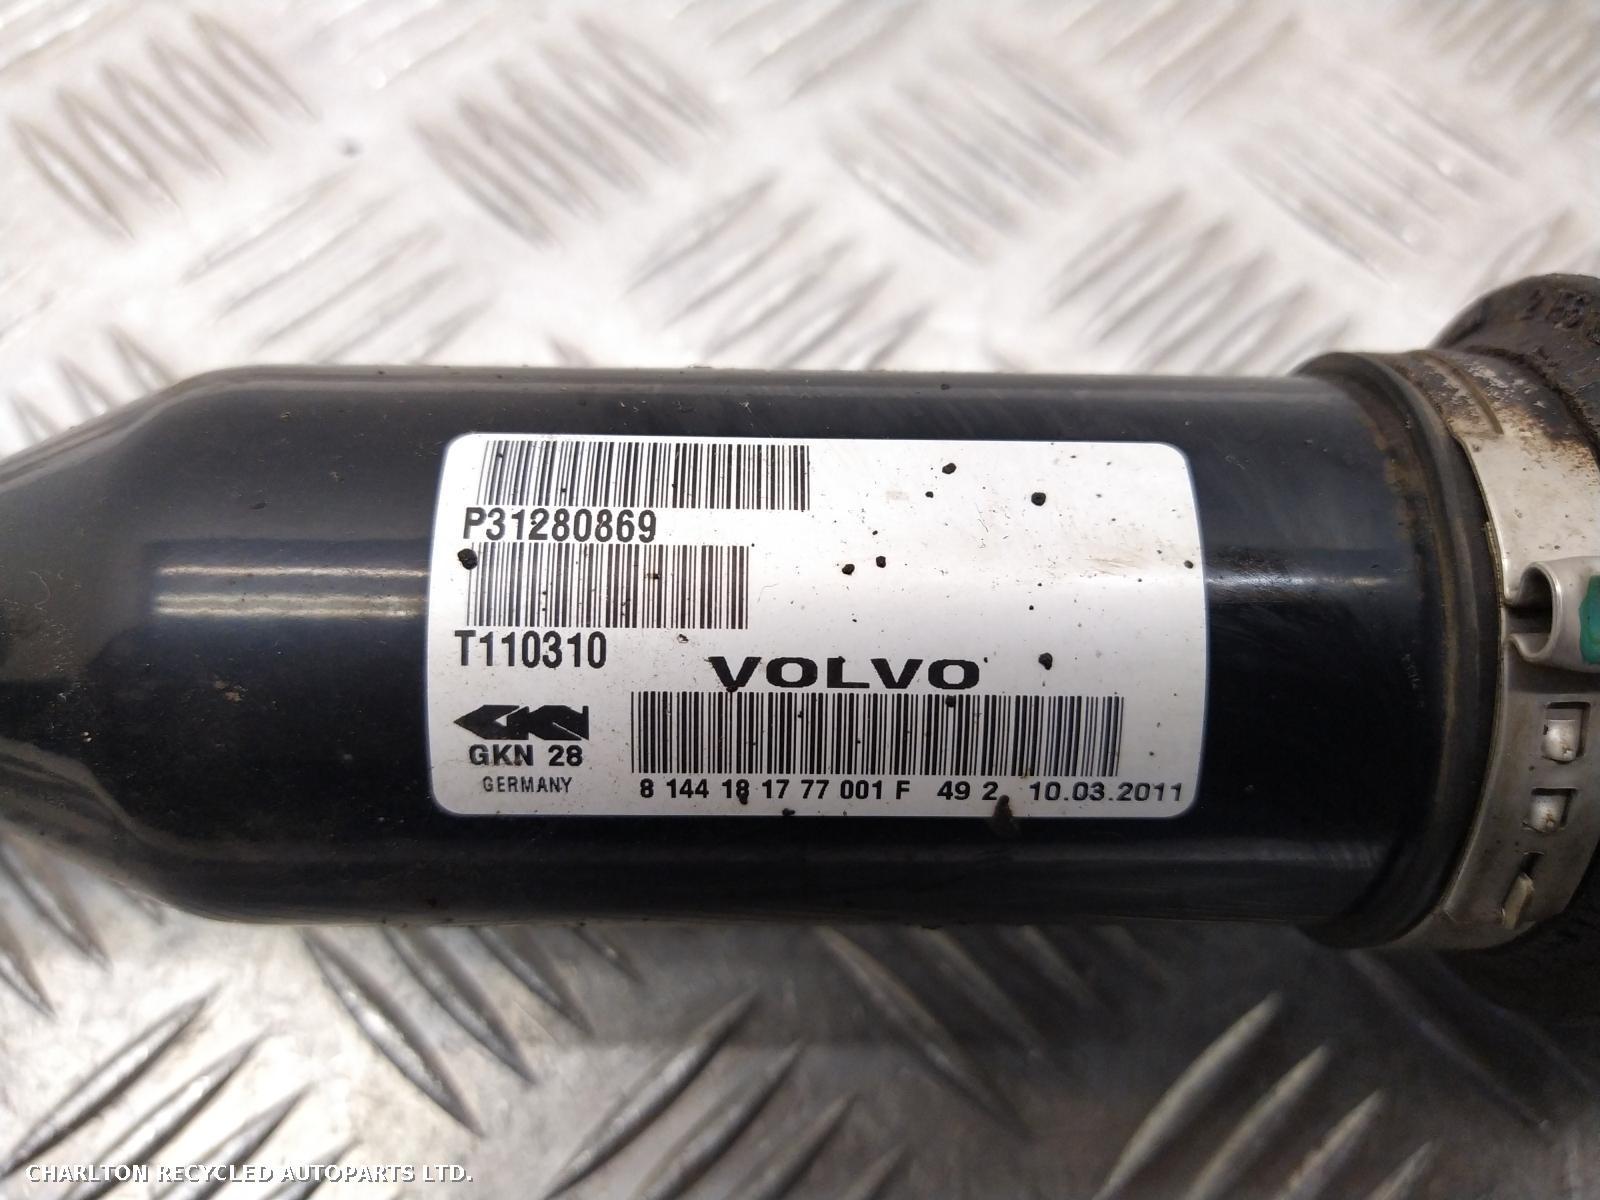 P31280869
T110310
VOLVO
GKN
GKN 28
GERMANY
8 144 18 17 77 001 F 49 2 10.03.2011
CHARLTON RECYCLED AUTOPARTS LTD.